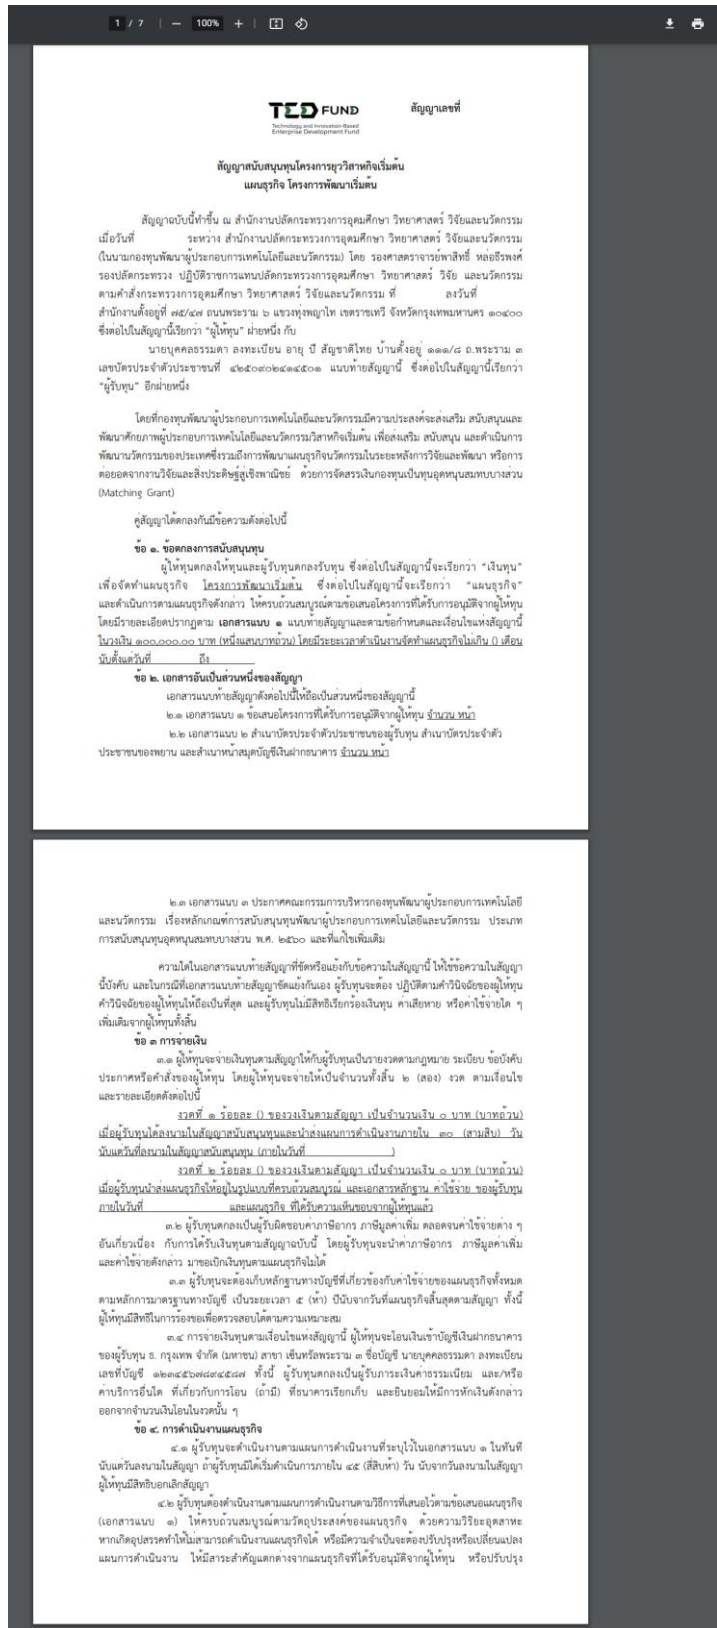 1 / 7 | − 100% + |
TED FUND
สัญญาเลขที่
Technology and Innovation-Based
Enterprise Development Fund
สัญญาสนับสนุนทุนโครงการยุววิสาหกิจเริ่มต้น
แผนธุรกิจ โครงการพัฒนาเริ่มต้น
สัญญาฉบับนี้ทำขึ้น ณ สำนักงานปลัดกระทรวงการอุดมศึกษา วิทยาศาสตร์ วิจัยและนวัตกรรม
เมื่อวันที่ ระหว่าง สำนักงานปลัดกระทรวงการอุดมศึกษา วิทยาศาสตร์ วิจัยและนวัตกรรม
(ในนามกองทุนพัฒนาผู้ประกอบการเทคโนโลยีและนวัตกรรม) โดย รองศาสตราจารย์พาสิทธิ์ หล่อธีรพงศ์
รองปลัดกระทรวง ปฏิบัติราชการแทนปลัดกระทรวงการอุดมศึกษา วิทยาศาสตร์ วิจัย และนวัตกรรม
ตามคำสั่งกระทรวงการอุดมศึกษา วิทยาศาสตร์ วิจัยและนวัตกรรม ที่ ลงวันที่
สำนักงานตั้งอยู่ที่ ๗๕/๔๗ ถนนพระราม ๖ แขวงทุ่งพญาไท เขตราชเทวี จังหวัดกรุงเทพมหานคร ๑๐๔๐๐
ซึ่งต่อไปในสัญญานี้เรียกว่า “ผู้ให้ทุน” ฝ่ายหนึ่ง กับ
นายบุคคลธรรมดา ลงทะเบียน อายุ ปี สัญชาติไทย บ้านตั้งอยู่ ๑๑๑/๘ ถ.พระราม ๓
เลขบัตรประจำตัวประชาชนที่ ๔๒๕๐๙๐๒๔๑๔๕๐๑ แนบท้ายสัญญานี้ ซึ่งต่อไปในสัญญานี้เรียกว่า
“ผู้รับทุน” อีกฝ่ายหนึ่ง
โดยที่กองทุนพัฒนาผู้ประกอบการเทคโนโลยีและนวัตกรรมมีความประสงค์จะส่งเสริม สนับสนุนและ
พัฒนาศักยภาพผู้ประกอบการเทคโนโลยีและนวัตกรรมวิสาหกิจเริ่มต้น เพื่อส่งเสริม สนับสนุน และดำเนินการ
พัฒนานวัตกรรมของประเทศซึ่งรวมถึงการพัฒนาแผนธุรกิจนวัตกรรมในระยะหลังการวิจัยและพัฒนา หรือการ
ต่อยอดจากงานวิจัยและสิ่งประดิษฐ์สู่เชิงพาณิชย์ ด้วยการจัดสรรเงินกองทุนเป็นทุนอุดหนุนสมทบบางส่วน
(Matching Grant)
คู่สัญญาได้ตกลงกันมีข้อความดังต่อไปนี้
ข้อ ๑. ข้อตกลงการสนับสนุนทุน
ผู้ให้ทุนตกลงให้ทุนและผู้รับทุนตกลงรับทุน ซึ่งต่อไปในสัญญานี้จะเรียกว่า “เงินทุน”
เพื่อจัดทำแผนธุรกิจ โครงการพัฒนาเริ่มต้น ซึ่งต่อไปในสัญญานี้จะเรียกว่า “แผนธุรกิจ”
และดำเนินการตามแผนธุรกิจดังกล่าว ให้ครบถ้วนสมบูรณ์ตามข้อเสนอโครงการที่ได้รับการอนุมัติจากผู้ให้ทุน
โดยมีรายละเอียดปรากฏตาม เอกสารแนบ ๑ แนบท้ายสัญญาและตามข้อกำหนดและเงื่อนไขแห่งสัญญานี้
ในวงเงิน ๑๐๐,๐๐๐.๐๐ บาท (หนึ่งแสนบาทถ้วน) โดยมีระยะเวลาดำเนินงานจัดทำแผนธุรกิจไม่เกิน () เดือน
นับตั้งแต่วันที่ ถึง
ข้อ ๒. เอกสารอันเป็นส่วนหนึ่งของสัญญา
เอกสารแนบท้ายสัญญาดังต่อไปนี้ให้ถือเป็นส่วนหนึ่งของสัญญานี้
๒.๑ เอกสารแนบ ๑ ข้อเสนอโครงการที่ได้รับการอนุมัติจากผู้ให้ทุน จำนวน หน้า
๒.๒ เอกสารแนบ ๒ สำเนาบัตรประจำตัวประชาชนของผู้รับทุน สำเนาบัตรประจำตัว
ประชาชนของพยาน และสำเนาหน้าสมุดบัญชีเงินฝากธนาคาร จำนวน หน้า
๒.๓ เอกสารแนบ ๓ ประกาศคณะกรรมการบริหารกองทุนพัฒนาผู้ประกอบการเทคโนโลยี
และนวัตกรรม เรื่องหลักเกณฑ์การสนับสนุนทุนพัฒนาผู้ประกอบการเทคโนโลยีและนวัตกรรม ประเภท
การสนับสนุนทุนอุดหนุนสมทบบางส่วน พ.ศ. ๒๕๖๐ และที่แก้ไขเพิ่มเติม
ความใดในเอกสารแนบท้ายสัญญาที่ขัดหรือแย้งกับข้อความในสัญญานี้ ให้ใช้ข้อความในสัญญา
นี้บังคับ และในกรณีที่เอกสารแนบท้ายสัญญาขัดแย้งกันเอง ผู้รับทุนจะต้อง ปฏิบัติตามคำวินิจฉัยของผู้ให้ทุน
คำวินิจฉัยของผู้ให้ทุนให้ถือเป็นที่สุด และผู้รับทุนไม่มีสิทธิเรียกร้องเงินทุน ค่าเสียหาย หรือค่าใช้จ่ายใด ๆ
เพิ่มเติมจากผู้ให้ทุนทั้งสิ้น
ข้อ ๓ การจ่ายเงิน
๓.๑ ผู้ให้ทุนจะจ่ายเงินทุนตามสัญญาให้กับผู้รับทุนเป็นรายงวดตามกฎหมาย ระเบียบ ข้อบังคับ
ประกาศหรือคำสั่งของผู้ให้ทุน โดยผู้ให้ทุนจะจ่ายให้เป็นจำนวนทั้งสิ้น ๒ (สอง) งวด ตามเงื่อนไข
และรายละเอียดดังต่อไปนี้
งวดที่ ๑ ร้อยละ () ของวงเงินตามสัญญา เป็นจำนวนเงิน ๐ บาท (บาทถ้วน)
เมื่อผู้รับทุนได้ลงนามในสัญญาสนับสนุนทุนและนำส่งแผนการดำเนินงานภายใน ๓๐ (สามสิบ) วัน
นับแต่วันที่ลงนามในสัญญาสนับสนุนทุน (ภายในวันที่ )
งวดที่ ๒ ร้อยละ () ของวงเงินตามสัญญา เป็นจำนวนเงิน ๐ บาท (บาทถ้วน)
เมื่อผู้รับทุนนำส่งแผนธุรกิจให้อยู่ในรูปแบบที่ครบถ้วนสมบูรณ์ และเอกสารหลักฐาน ค่าใช้จ่าย ของผู้รับทุน
ภายในวันที่ และแผนธุรกิจ ที่ได้รับความเห็นชอบจากผู้ให้ทุนแล้ว
๓.๒ ผู้รับทุนตกลงเป็นผู้รับผิดชอบค่าภาษีอากร ภาษีมูลค่าเพิ่ม ตลอดจนค่าใช้จ่ายต่าง ๆ
อันเกี่ยวเนื่อง กับการได้รับเงินทุนตามสัญญาฉบับนี้ โดยผู้รับทุนจะนำค่าภาษีอากร ภาษีมูลค่าเพิ่ม
และค่าใช้จ่ายดังกล่าว มาขอเบิกเงินทุนตามแผนธุรกิจไม่ได้
๓.๓ ผู้รับทุนจะต้องเก็บหลักฐานทางบัญชีที่เกี่ยวข้องกับค่าใช้จ่ายของแผนธุรกิจทั้งหมด
ตามหลักการมาตรฐานทางบัญชี เป็นระยะเวลา ๕ (ห้า) ปีนับจากวันที่แผนธุรกิจสิ้นสุดตามสัญญา ทั้งนี้
ผู้ให้ทุนมีสิทธิในการร้องขอเพื่อตรวจสอบได้ตามความเหมาะสม
๓.๔ การจ่ายเงินทุนตามเงื่อนไขแห่งสัญญานี้ ผู้ให้ทุนจะโอนเงินเข้าบัญชีเงินฝากธนาคาร
ของผู้รับทุน ธ. กรุงเทพ จำกัด (มหาชน) สาขา เซ็นทรัลพระราม ๓ ชื่อบัญชี นายบุคคลธรรมดา ลงทะเบียน
เลขที่บัญชี ๑๒๓๔๕๖๗๘๙๔๕๘๗ ทั้งนี้ ผู้รับทุนตกลงเป็นผู้รับภาระเงินค่าธรรมเนียม และ/หรือ
ค่าบริการอื่นใด ที่เกี่ยวกับการโอน (ถ้ามี) ที่ธนาคารเรียกเก็บ และยินยอมให้มีการหักเงินดังกล่าว
ออกจากจำนวนเงินโอนในงวดนั้น ๆ
ข้อ ๔. การดำเนินงานแผนธุรกิจ
๔.๑ ผู้รับทุนจะดำเนินงานตามแผนการดำเนินงานที่ระบุไว้ในเอกสารแนบ ๑ ในทันที
นับแต่วันลงนามในสัญญา ถ้าผู้รับทุนมิได้เริ่มดำเนินการภายใน ๔๕ (สี่สิบห้า) วัน นับจากวันลงนามในสัญญา
ผู้ให้ทุนมีสิทธิบอกเลิกสัญญา
๔.๒ ผู้รับทุนต้องดำเนินงานตามแผนการดำเนินงานตามวิธีการที่เสนอไว้ตามข้อเสนอแผนธุรกิจ
(เอกสารแนบ ๑) ให้ครบถ้วนสมบูรณ์ตามวัตถุประสงค์ของแผนธุรกิจ ด้วยความวิริยะอุตสาหะ
หากเกิดอุปสรรคทำให้ไม่สามารถดำเนินงานแผนธุรกิจได้ หรือมีความจำเป็นจะต้องปรับปรุงหรือเปลี่ยนแปลง
แผนการดำเนินงาน ให้มีสาระสำคัญแตกต่างจากแผนธุรกิจที่ได้รับอนุมัติจากผู้ให้ทุน หรือปรับปรุง